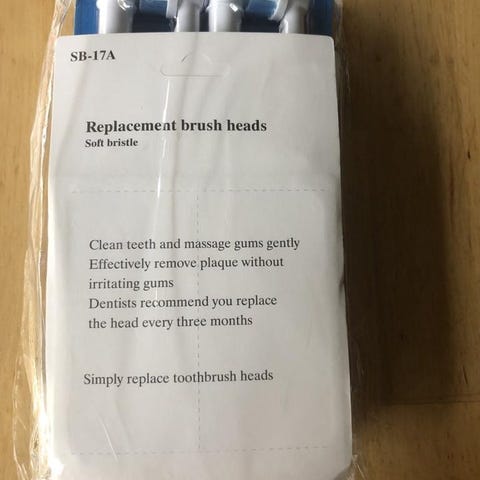 SB-17A
Replacement brush heads
Soft bristle
Clean teeth and massage gums gently
Effectively remove plaque without
irritating gums
Dentists recommend you replace
the head every three months
Simply replace toothbrush heads